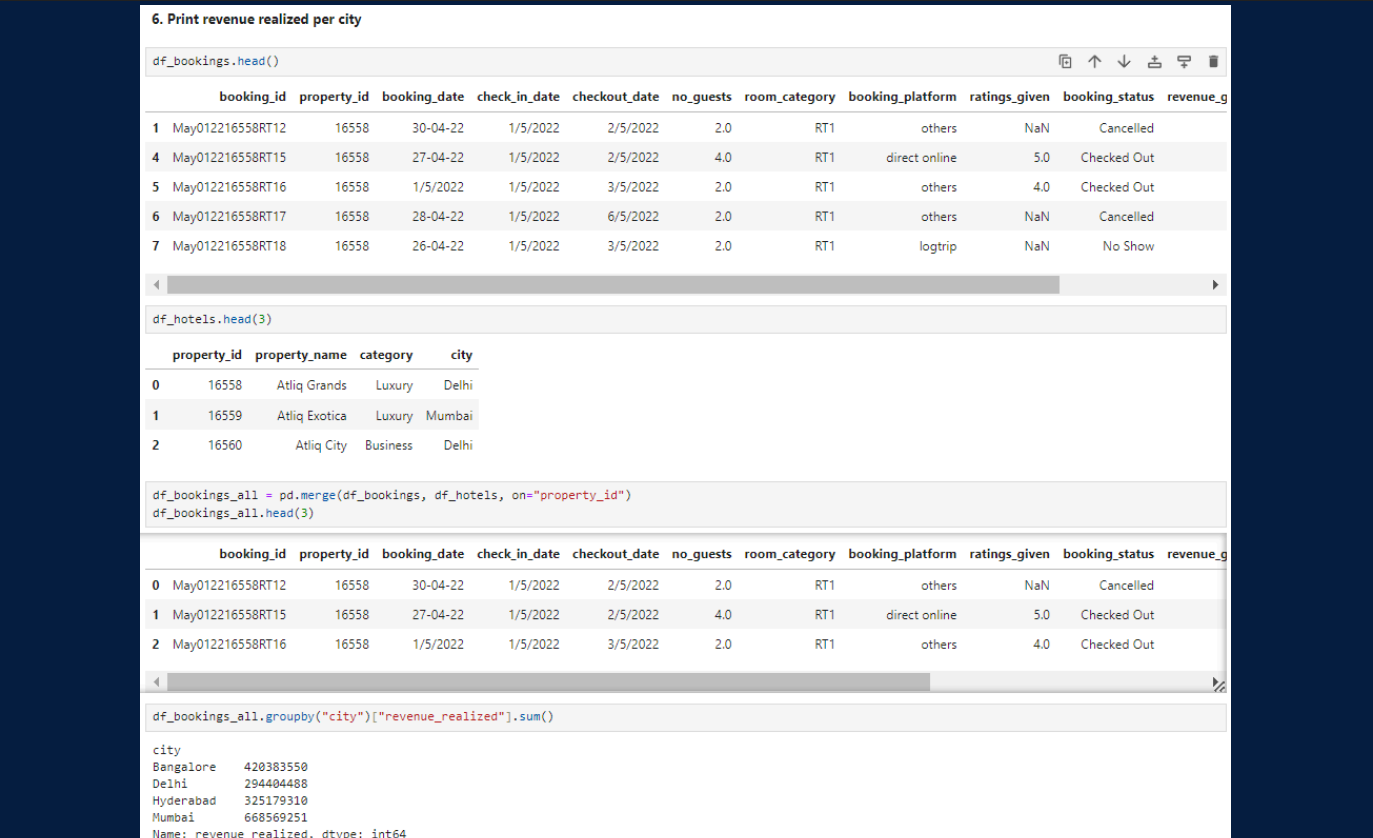 6. Print revenue realized per city
df_bookings.head()
booking_id property_id booking_date check_in_date checkout_date no_guests room_category booking_platform ratings_given booking_status revenue_g
1 May012216558RT12 16558 30-04-22 1/5/2022 2/5/2022 2.0 RT1 others NaN Cancelled
4 May012216558RT15 16558 27-04-22 1/5/2022 2/5/2022 4.0 RT1 direct online 5.0 Checked Out
5 May012216558RT16 16558 1/5/2022 1/5/2022 3/5/2022 2.0 RT1 others 4.0 Checked Out
6 May012216558RT17 16558 28-04-22 1/5/2022 6/5/2022 2.0 RT1 others NaN Cancelled
7 May012216558RT18 16558 26-04-22 1/5/2022 3/5/2022 2.0 RT1 logtrip NaN No Show
df_hotels.head(3)
property_id property_name category city
0 16558 Atliq Grands Luxury Delhi
1 16559 Atliq Exotica Luxury Mumbai
2 16560 Atliq City Business Delhi
df_bookings_all = pd.merge(df_bookings, df_hotels, on="property_id")
df_bookings_all.head(3)
booking_id property_id booking_date check_in_date checkout_date no_guests room_category booking_platform ratings_given booking_status revenue_g
0 May012216558RT12 16558 30-04-22 1/5/2022 2/5/2022 2.0 RT1 others NaN Cancelled
1 May012216558RT15 16558 27-04-22 1/5/2022 2/5/2022 4.0 RT1 direct online 5.0 Checked Out
2 May012216558RT16 16558 1/5/2022 1/5/2022 3/5/2022 2.0 RT1 others 4.0 Checked Out
df_bookings_all.groupby("city")["revenue_realized"].sum()
city
Bangalore 420383550
Delhi 294404488
Hyderabad 325179310
Mumbai 668569251
Name: revenue_realized, dtype: int64